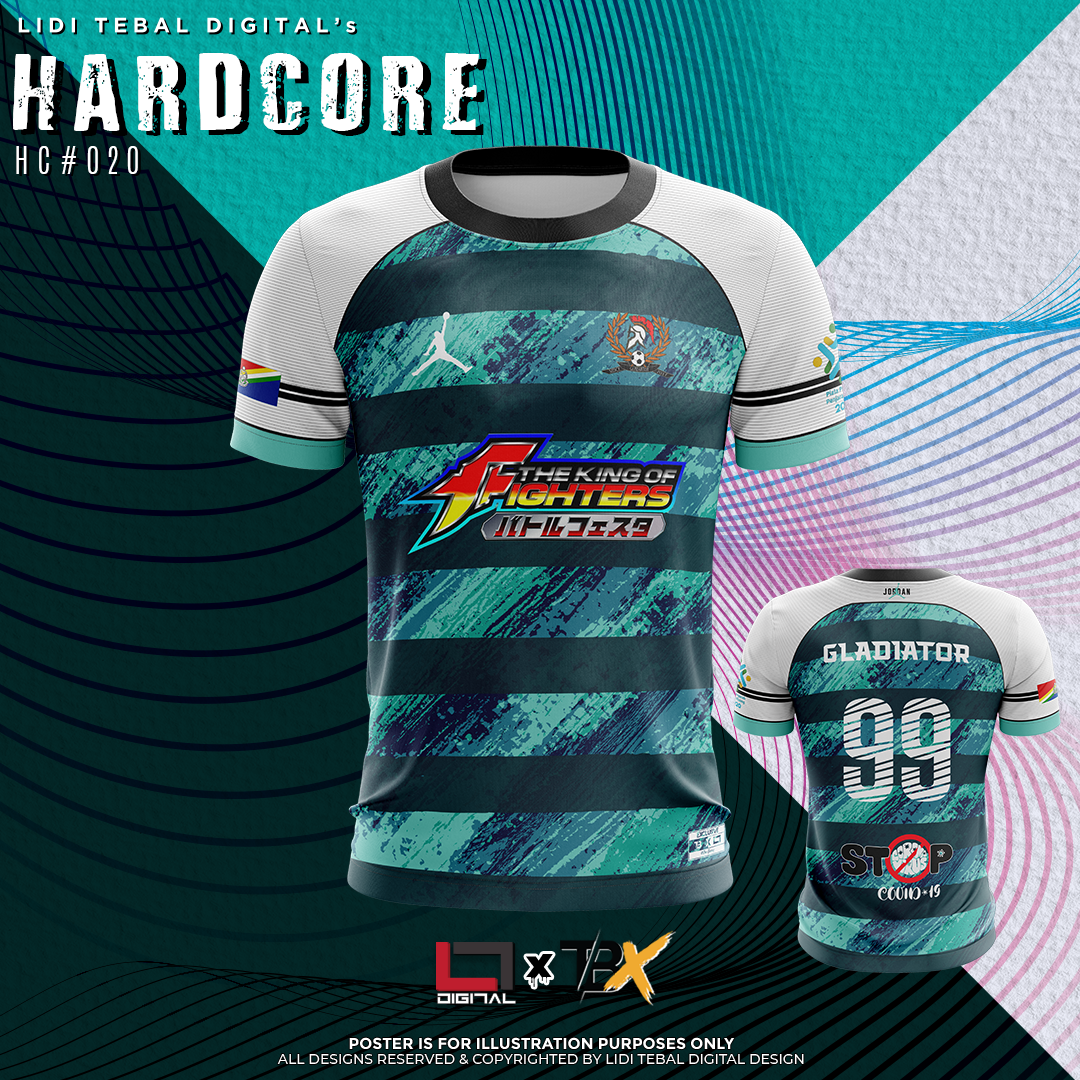 LIDI TEBAL DIGITAL's
HARDCORE
HC#020
THE KING OF
FIGHTERS
バトルフェスタ
EXCLUSIVE
JORDAN
GLADIATOR
99
STOP
COVID-19
DIGITAL
X
TBX
POSTER IS FOR ILLUSTRATION PURPOSES ONLY
ALL DESIGNS RESERVED & COPYRIGHTED BY LIDI TEBAL DIGITAL DESIGN